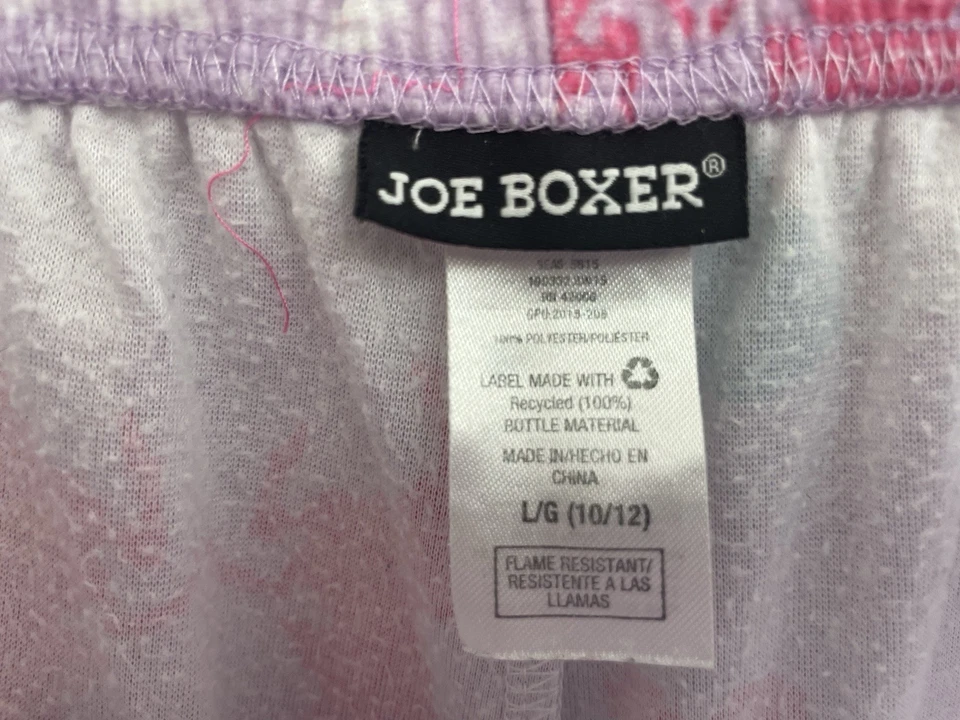 JOE BOXER®
100% POLYESTER/POLIÉSTER
LABEL MADE WITH
Recycled (100%)
BOTTLE MATERIAL
MADE IN/HECHO EN
CHINA
L/G (10/12)
FLAME RESISTANT/
RESISTENTE A LAS
LLAMAS